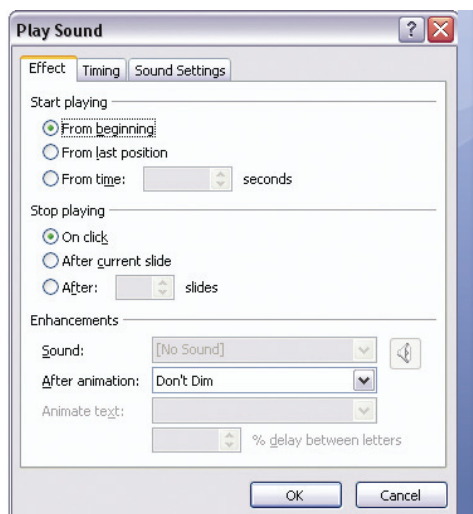 Play Sound
Effect Timing Sound Settings
Start playing
From beginning
From last position
From time: seconds
Stop playing
On click
After current slide
After: slides
Enhancements
Sound: [No Sound]
After animation: Don't Dim
Animate text:
% delay between letters
OK Cancel